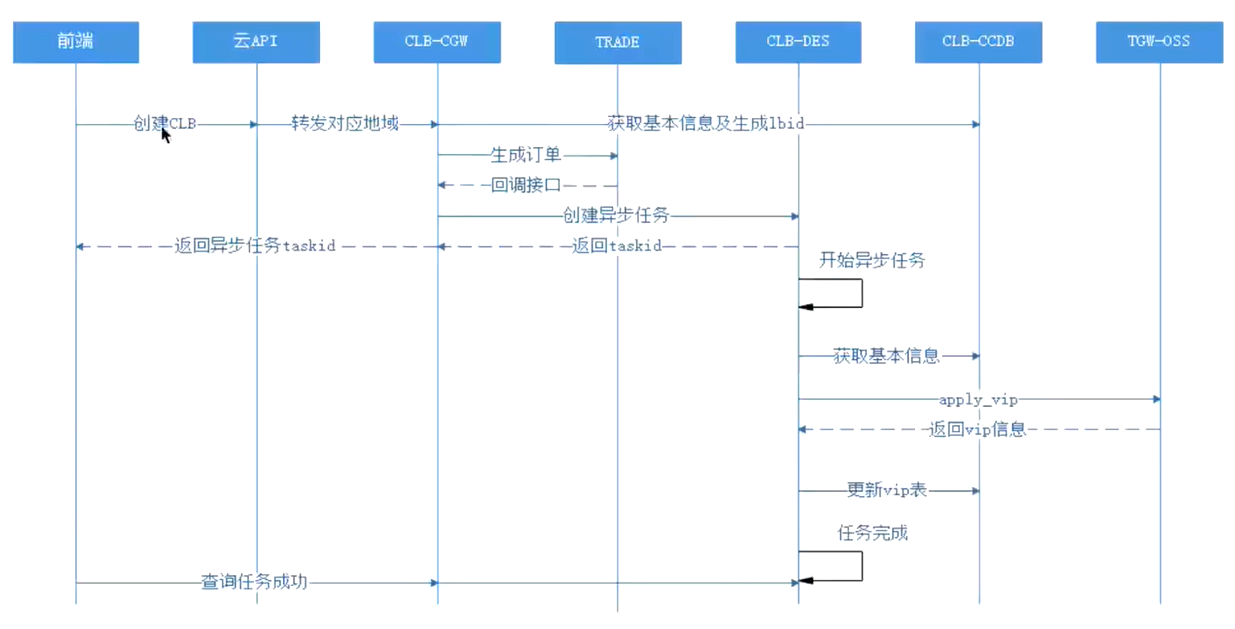 前端
云API
CLB-CGW
TRADE
CLB-DES
CLB-CCDB
TGW-OSS
创建CLB
转发对应地域
获取基本信息及生成lbid
生成订单
回调接口
创建异步任务
返回异步任务taskid
返回taskid
开始异步任务
获取基本信息
apply_vip
返回vip信息
更新vip表
任务完成
查询任务成功